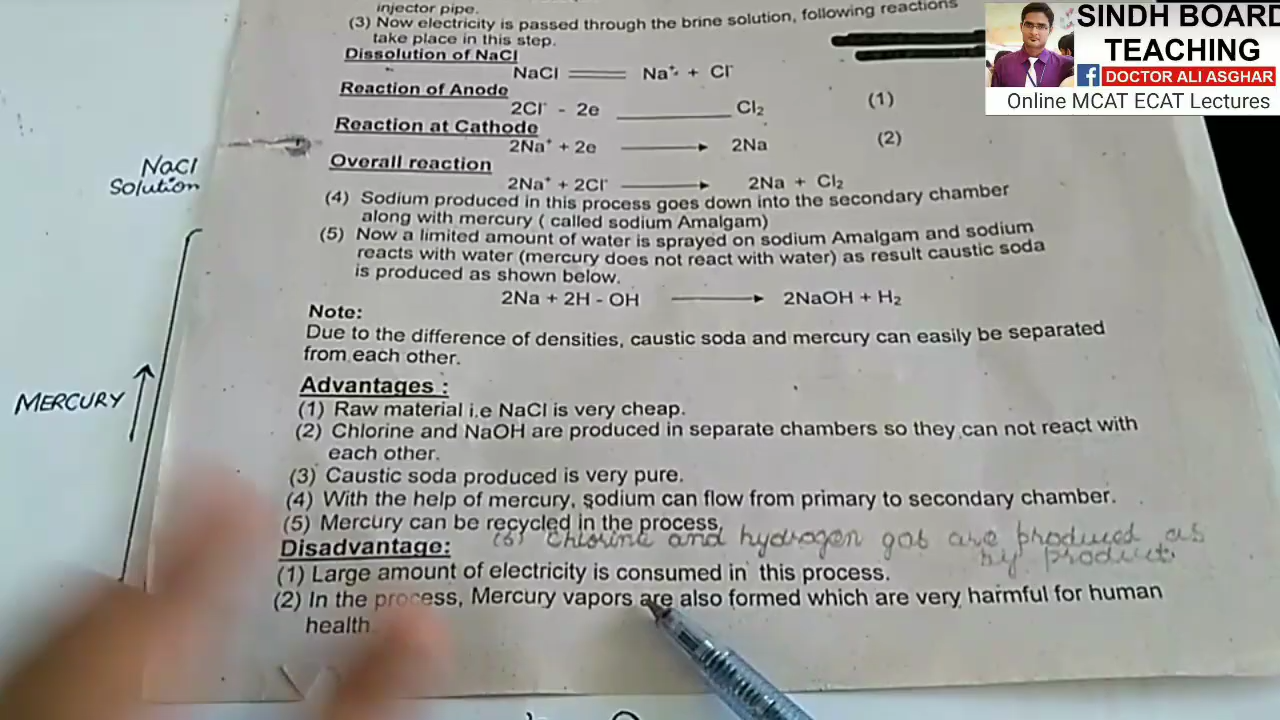 injector pipe.
(3) Now electricity is passed through the brine solution, following reactions
take place in this step.
Dissolution of NaCl
NaCl ═══ Na⁺ + Cl⁻
Reaction of Anode
2Cl⁻ - 2e ______ Cl₂ (1)
Reaction at Cathode
2Na⁺ + 2e ⟶ 2Na (2)
Overall reaction
2Na⁺ + 2Cl⁻ ⟶ 2Na + Cl₂
(4) Sodium produced in this process goes down into the secondary chamber
along with mercury ( called sodium Amalgam)
(5) Now a limited amount of water is sprayed on sodium Amalgam and sodium
reacts with water (mercury does not react with water) as result caustic soda
is produced as shown below.
2Na + 2H - OH ⟶ 2NaOH + H₂
Note:
Due to the difference of densities, caustic soda and mercury can easily be separated
from each other.
Advantages :
(1) Raw material i.e NaCl is very cheap.
(2) Chlorine and NaOH are produced in separate chambers so they can not react with
each other.
(3) Caustic soda produced is very pure.
(4) With the help of mercury, sodium can flow from primary to secondary chamber.
(5) Mercury can be recycled in the process.
(6) Chlorine and hydrogen gas are produced as
by product.
Disadvantage:
(1) Large amount of electricity is consumed in this process.
(2) In the process, Mercury vapors are also formed which are very harmful for human
health
NaCl
Solution
MERCURY
SINDH BOARD
TEACHING
f DOCTOR ALI ASGHAR
Online MCAT ECAT Lectures